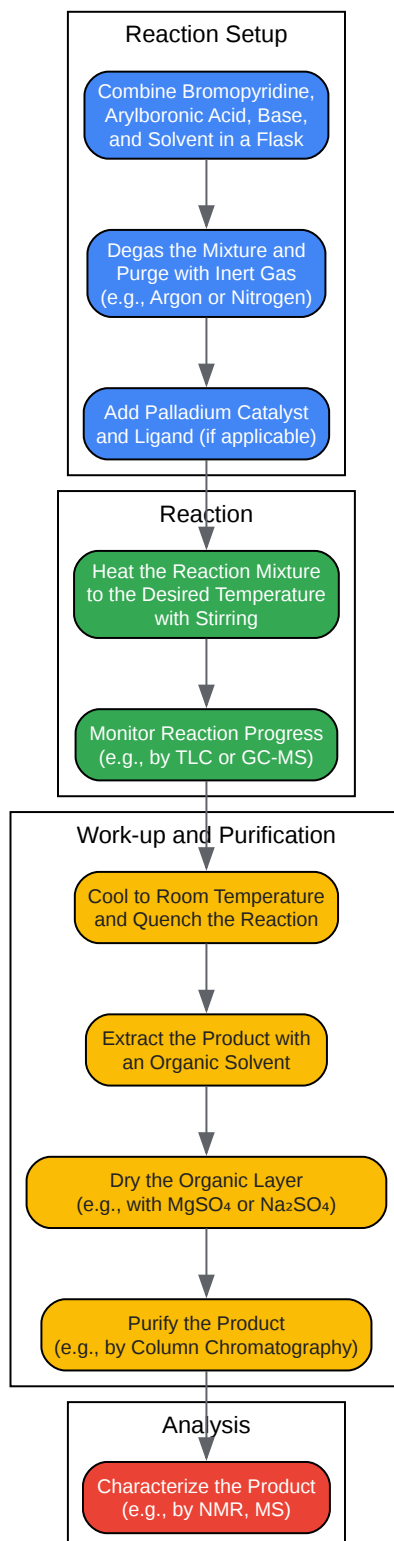 Reaction Setup
Combine Bromopyridine,
Arylboronic Acid, Base,
and Solvent in a Flask
Degas the Mixture and
Purge with Inert Gas
(e.g., Argon or Nitrogen)
Add Palladium Catalyst
and Ligand (if applicable)
Reaction
Heat the Reaction Mixture
to the Desired Temperature
with Stirring
Monitor Reaction Progress
(e.g., by TLC or GC-MS)
Work-up and Purification
Cool to Room Temperature
and Quench the Reaction
Extract the Product with
an Organic Solvent
Dry the Organic Layer
(e.g., with MgSO₄ or Na₂SO₄)
Purify the Product
(e.g., by Column Chromatography)
Analysis
Characterize the Product
(e.g., by NMR, MS)